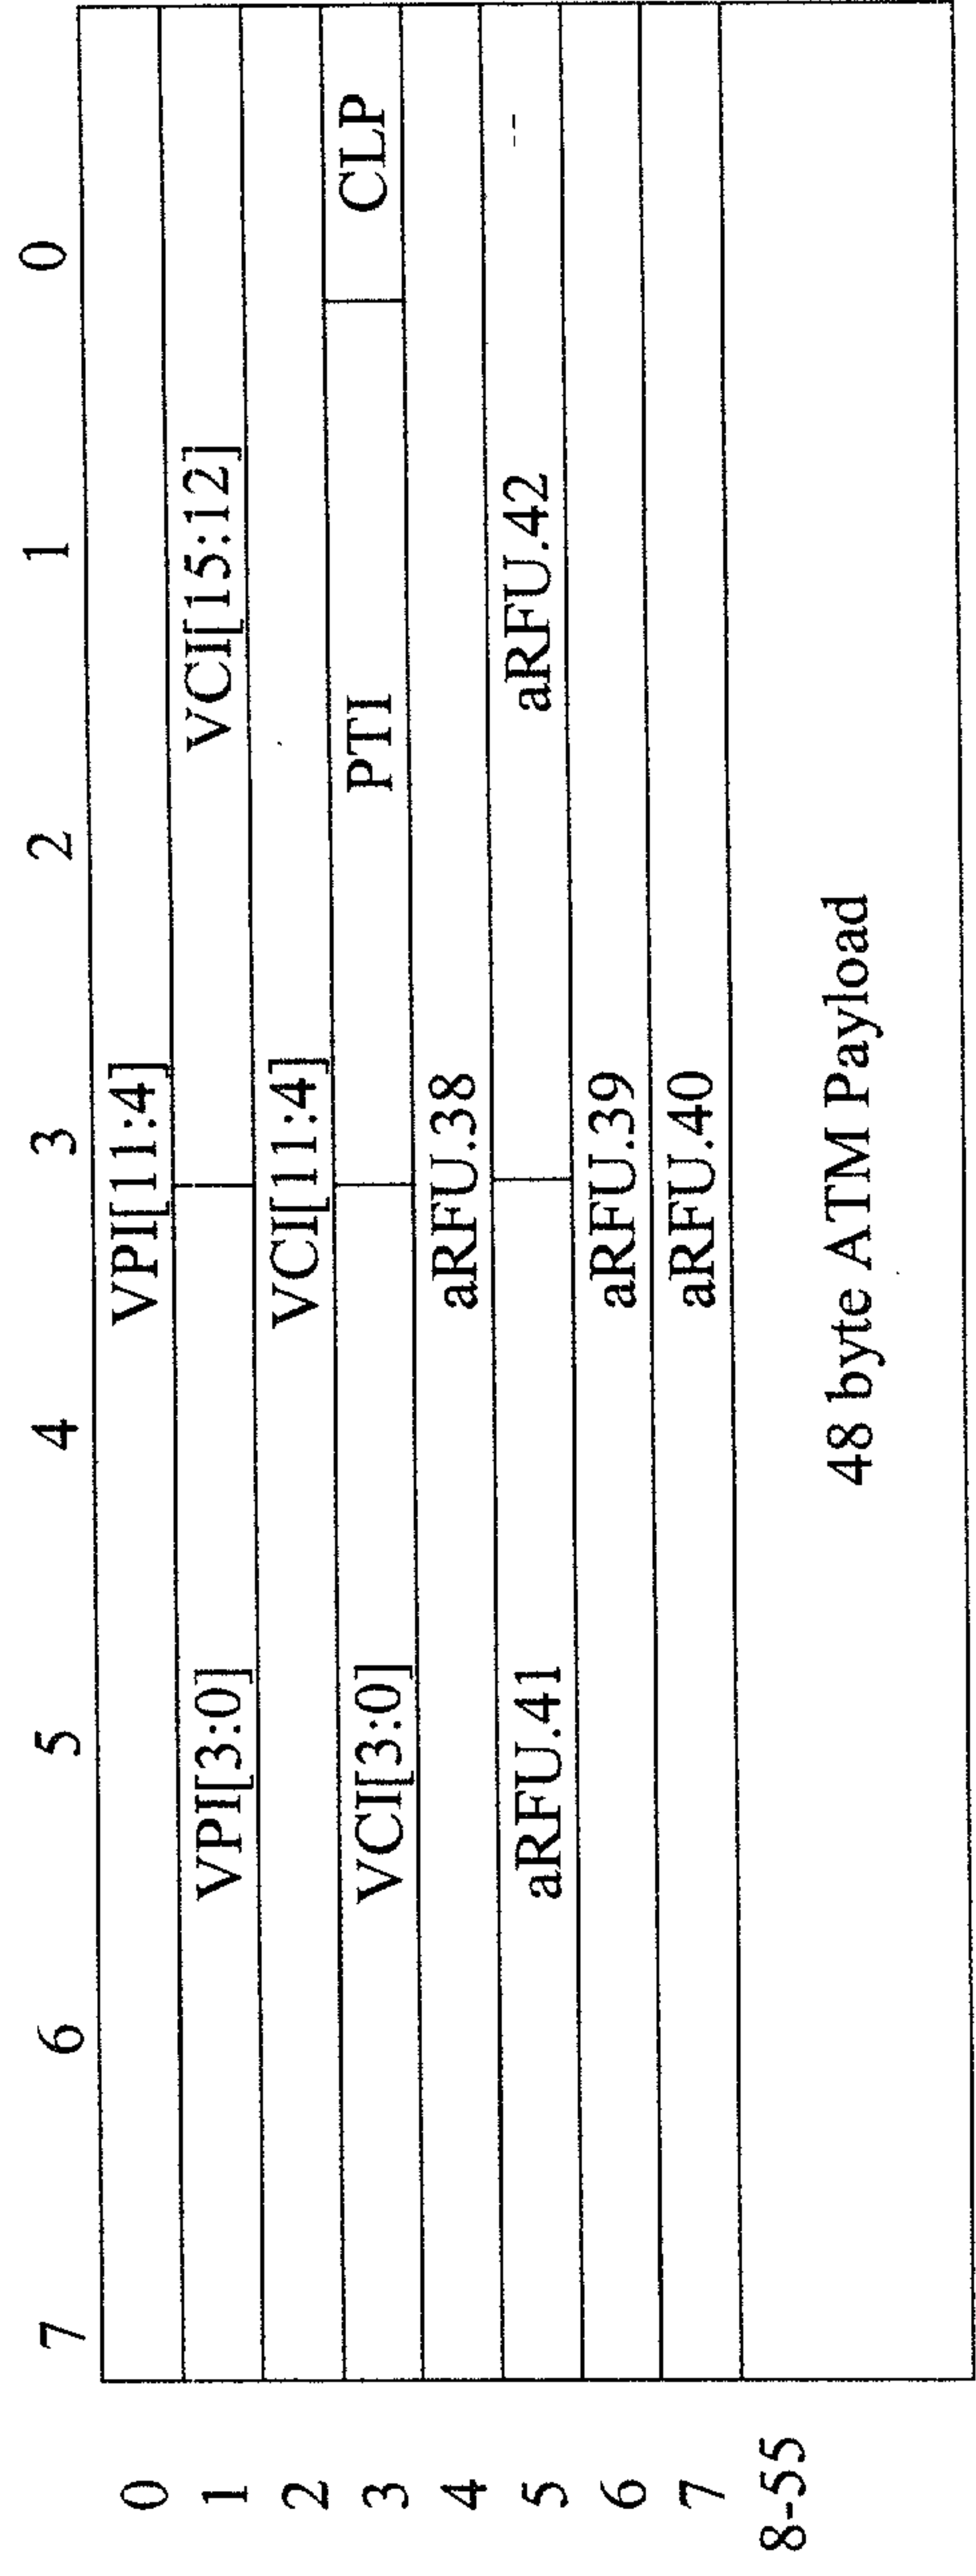 7 6 5 4 3 2 1 0
0 VPI[11:4]
1 VPI[3:0] VCI[15:12]
2 VCI[11:4]
3 VCI[3:0] PTI CLP
4 aRFU.38
5 aRFU.41 aRFU.42
6 aRFU.39
7 aRFU.40
8-55 48 byte ATM Payload